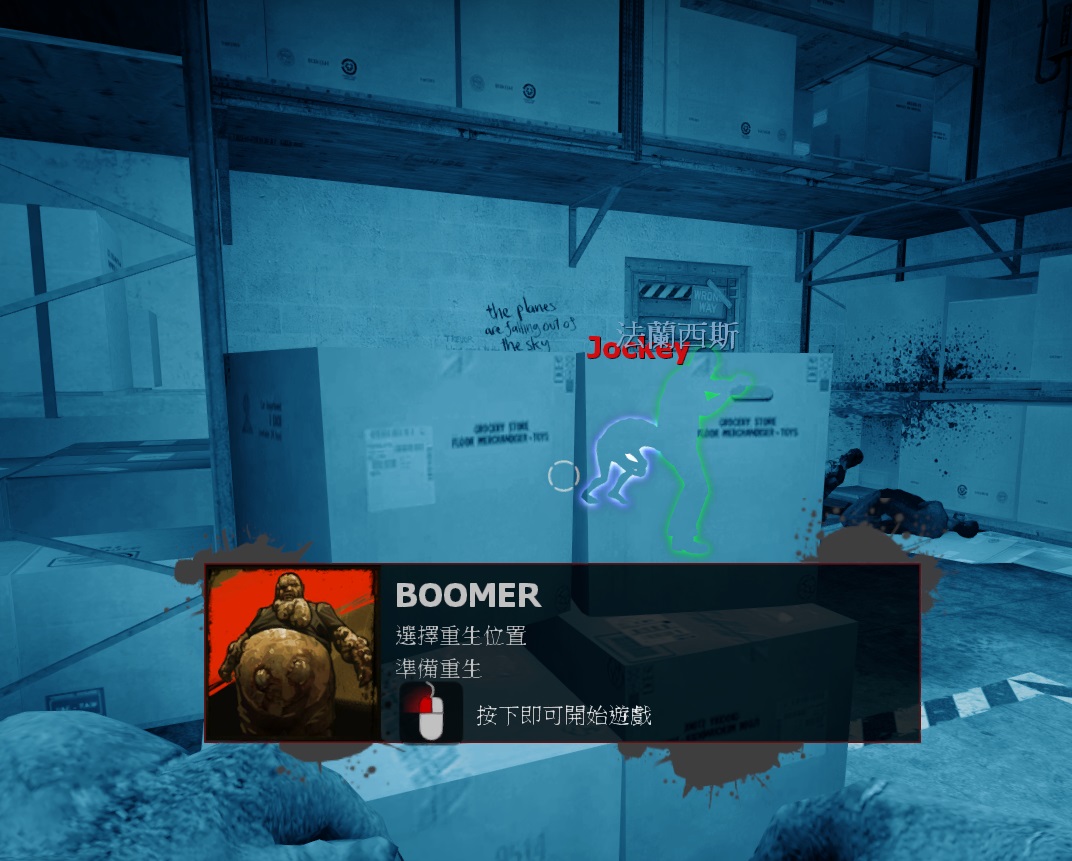 WRONG
WAY
the planes
are falling out of
the sky
法蘭西斯
Jockey
GROCERY STORE
FLOOR MERCHANDISER - TOYS
GROCERY STORE
FLOOR MERCHANDISER - TOYS
BOOMER
選擇重生位置
準備重生
按下即可開始遊戲